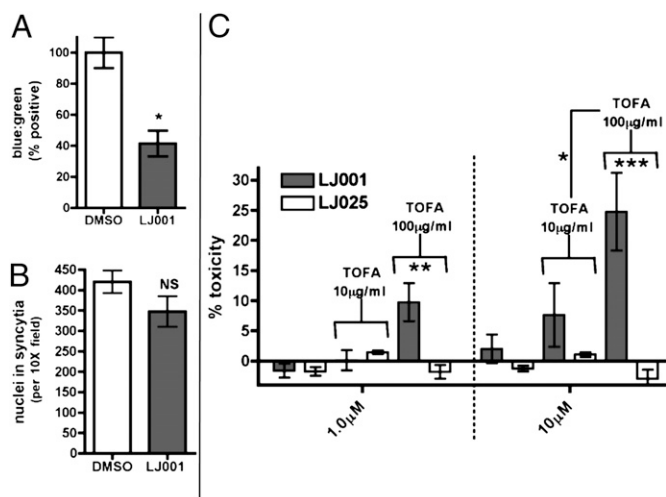 A
blue:green
(% positive)
100
80
60
40
20
0
*
DMSO
LJ001
B
nuclei in syncytia
(per 10X field)
450
400
350
300
250
200
150
100
50
0
NS
DMSO
LJ001
C
% toxicity
30
25
20
15
10
5
0
LJ001
LJ025
TOFA
10µg/ml
TOFA
100µg/ml
**
TOFA
10µg/ml
*
TOFA
100µg/ml
***
1.0µM
10µM